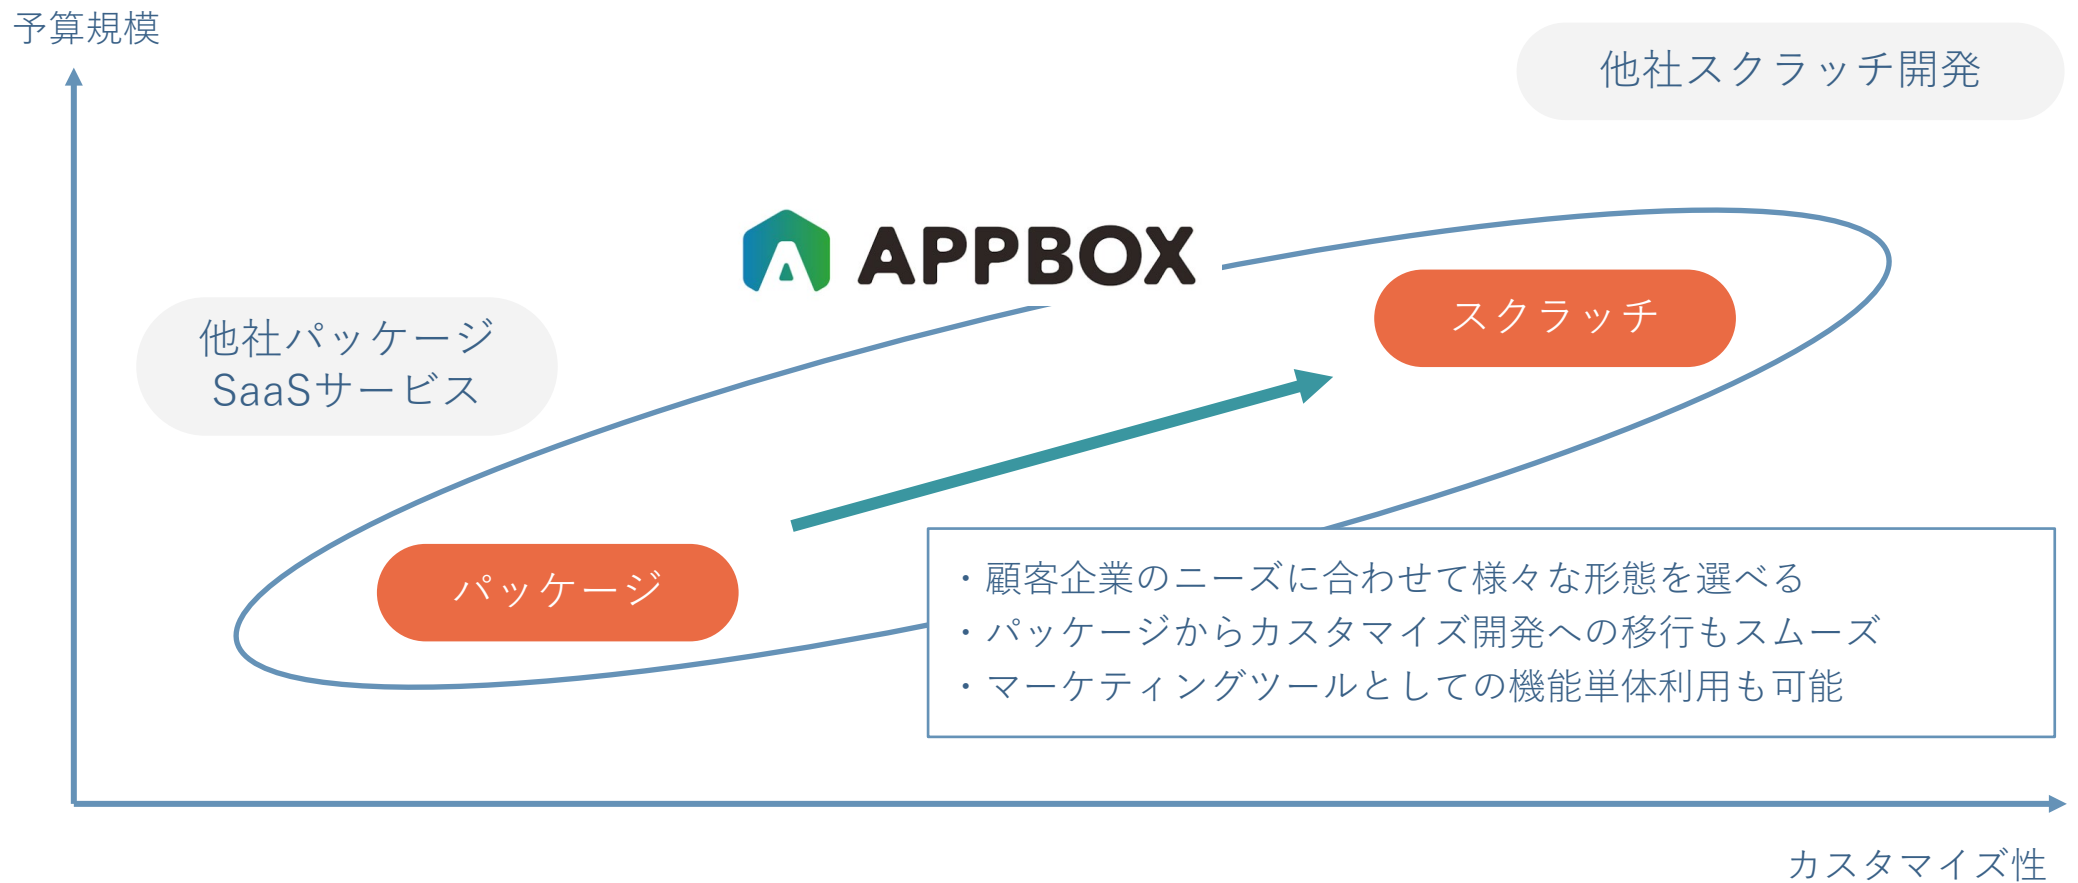 予算規模
他社スクラッチ開発
APPBOX
スクラッチ
他社パッケージ
SaaSサービス
パッケージ
・顧客企業のニーズに合わせて様々な形態を選べる
・パッケージからカスタマイズ開発への移行もスムーズ
・マーケティングツールとしての機能単体利用も可能
カスタマイズ性